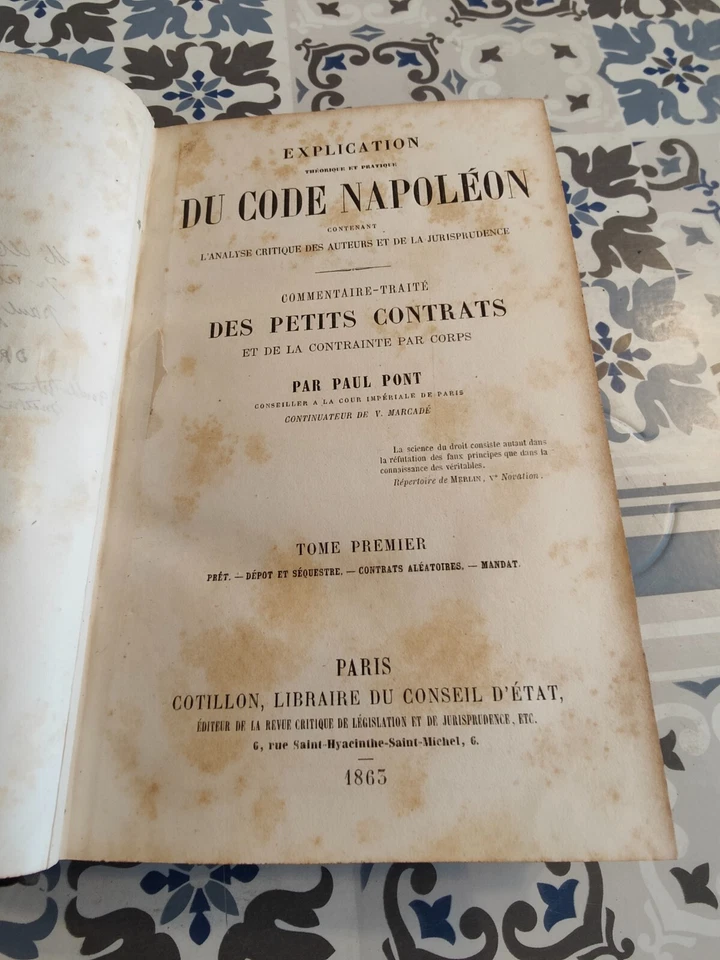 EXPLICATION
THÉORIQUE ET PRATIQUE
DU CODE NAPOLÉON
CONTENANT
L'ANALYSE CRITIQUE DES AUTEURS ET DE LA JURISPRUDENCE
COMMENTAIRE-TRAITÉ
DES PETITS CONTRATS
ET DE LA CONTRAINTE PAR CORPS
PAR PAUL PONT
CONSEILLER A LA COUR IMPÉRIALE DE PARIS
CONTINUATEUR DE V. MARCADÉ
La science du droit consiste autant dans
la réfutation des faux principes que dans la
connaissance des véritables.
Répertoire de MERLIN, Vº Novation.
TOME PREMIER
PRÊT. — DÉPOT ET SÉQUESTRE. — CONTRATS ALÉATOIRES. — MANDAT.
PARIS
COTILLON, LIBRAIRE DU CONSEIL D'ÉTAT,
ÉDITEUR DE LA REVUE CRITIQUE DE LÉGISLATION ET DE JURISPRUDENCE, ETC.
6, rue Saint-Hyacinthe-Saint-Michel, 6.
1863